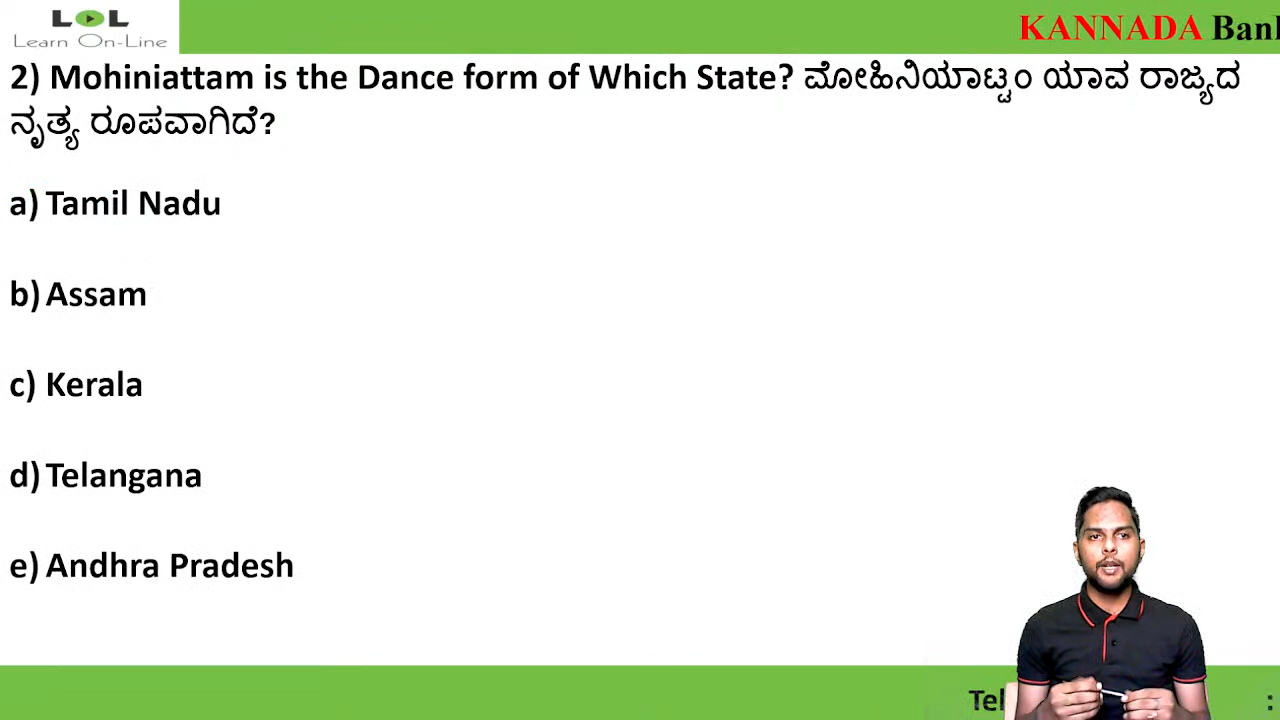 LOL
Learn On-Line
KANNADA Bank
2) Mohiniattam is the Dance form of Which State? ಮೋಹಿನಿಯಾಟ್ಟಂ ಯಾವ ರಾಜ್ಯದ
ನೃತ್ಯ ರೂಪವಾಗಿದೆ?
a) Tamil Nadu
b) Assam
c) Kerala
d) Telangana
e) Andhra Pradesh
Tel :